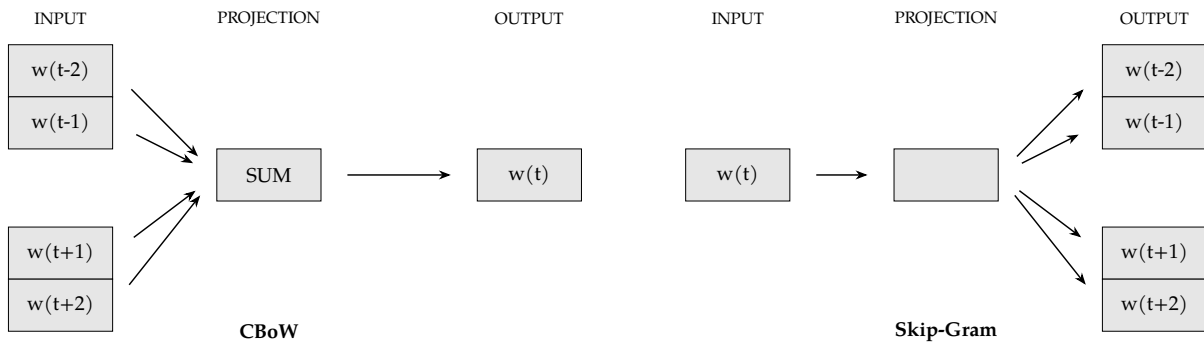 INPUT PROJECTION OUTPUT
w(t-2)
w(t-1)
SUM
w(t)
w(t+1)
w(t+2)
CBoW
INPUT PROJECTION OUTPUT
w(t)
w(t-2)
w(t-1)
w(t+1)
w(t+2)
Skip-Gram